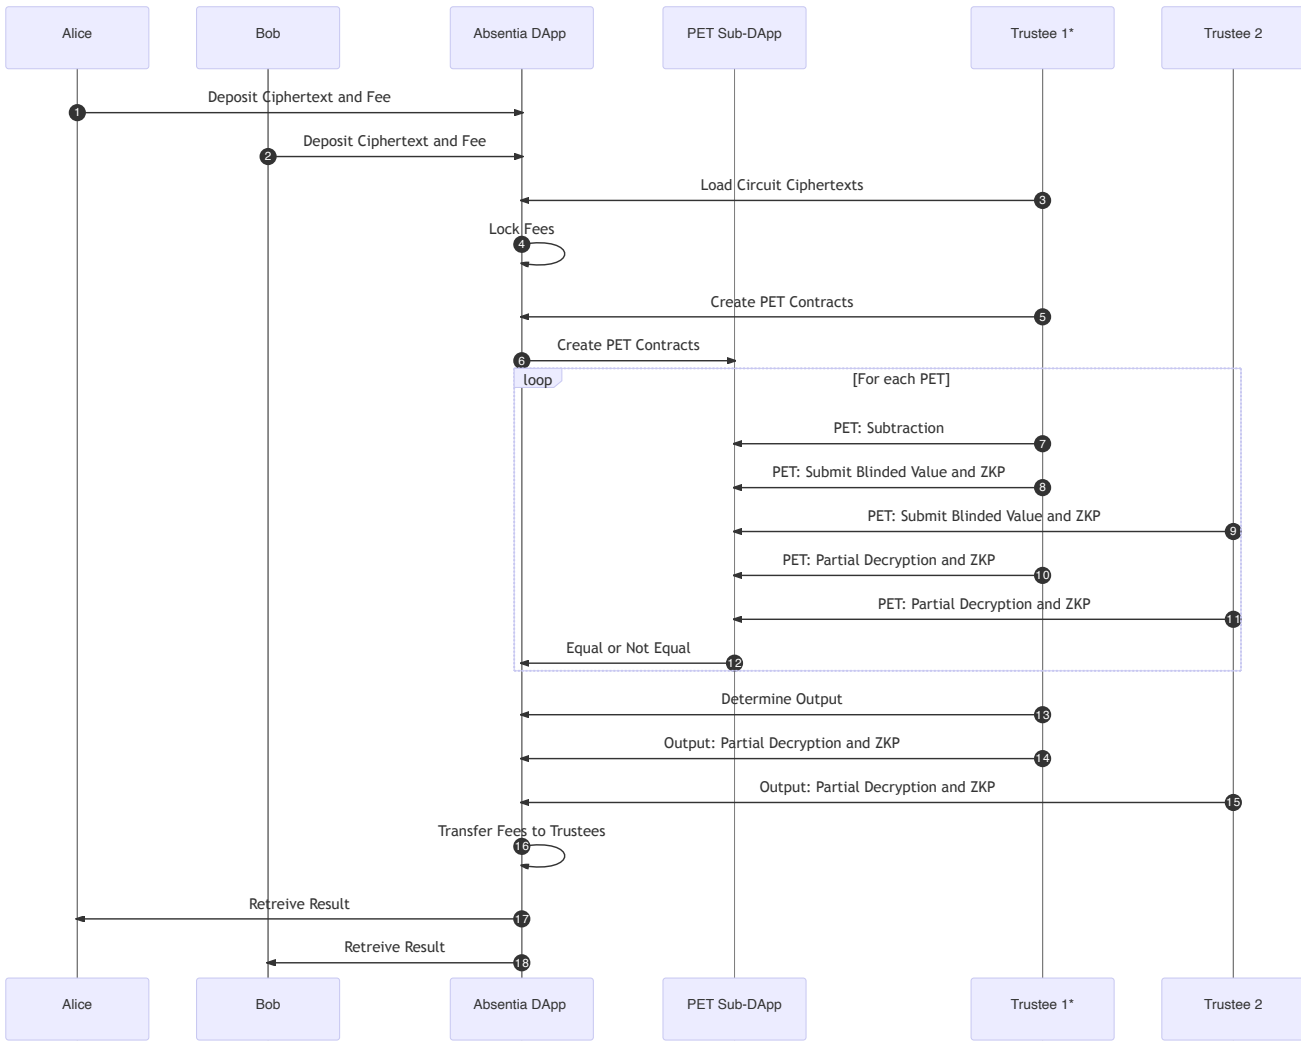 Alice
Bob
Absentia DApp
PET Sub-DApp
Trustee 1*
Trustee 2
Deposit Ciphertext and Fee
1
Deposit Ciphertext and Fee
2
Load Circuit Ciphertexts
3
Lock Fees
4
Create PET Contracts
5
Create PET Contracts
6
loop
[For each PET]
PET: Subtraction
7
PET: Submit Blinded Value and ZKP
8
PET: Submit Blinded Value and ZKP
9
PET: Partial Decryption and ZKP
10
PET: Partial Decryption and ZKP
11
Equal or Not Equal
12
Determine Output
13
Output: Partial Decryption and ZKP
14
Output: Partial Decryption and ZKP
15
Transfer Fees to Trustees
16
Retreive Result
17
Retreive Result
18
Alice
Bob
Absentia DApp
PET Sub-DApp
Trustee 1*
Trustee 2